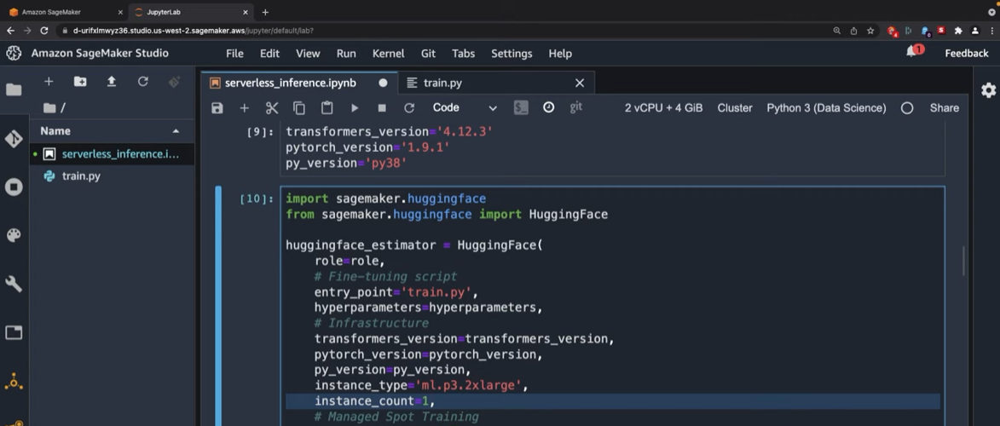 Amazon SageMaker
JupyterLab
d-urifxlmwyz36.studio.us-west-2.sagemaker.aws/jupyter/default/lab?
Amazon SageMaker Studio
File Edit View Run Kernel Git Tabs Settings Help
1
Feedback
serverless_inference.ipynb
train.py
Code
git
2 vCPU + 4 GiB Cluster Python 3 (Data Science) Share
/
Name
serverless_inference.i...
train.py
[9]: transformers_version='4.12.3'
pytorch_version='1.9.1'
py_version='py38'
[10]: import sagemaker.huggingface
from sagemaker.huggingface import HuggingFace
huggingface_estimator = HuggingFace(
role=role,
# Fine-tuning script
entry_point='train.py',
hyperparameters=hyperparameters,
# Infrastructure
transformers_version=transformers_version,
pytorch_version=pytorch_version,
py_version=py_version,
instance_type='ml.p3.2xlarge',
instance_count=1,
# Managed Spot Training